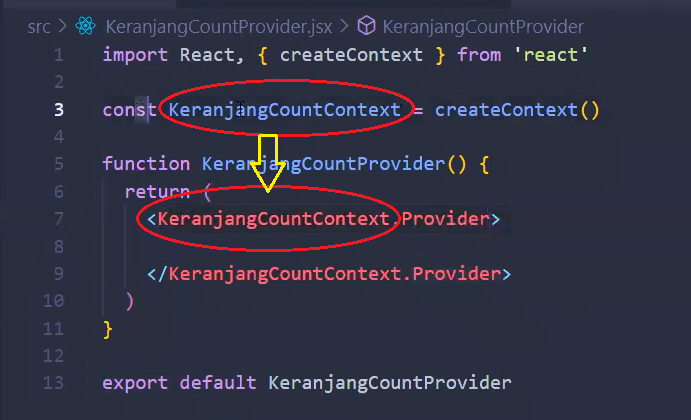 src > KeranjangCountProvider.jsx > KeranjangCountProvider
1 import React, { createContext } from 'react'
2
3 const KeranjangCountContext = createContext()
4
5 function KeranjangCountProvider() {
6 return (
7 <KeranjangCountContext.Provider>
8
9 </KeranjangCountContext.Provider>
10 )
11 }
12
13 export default KeranjangCountProvider